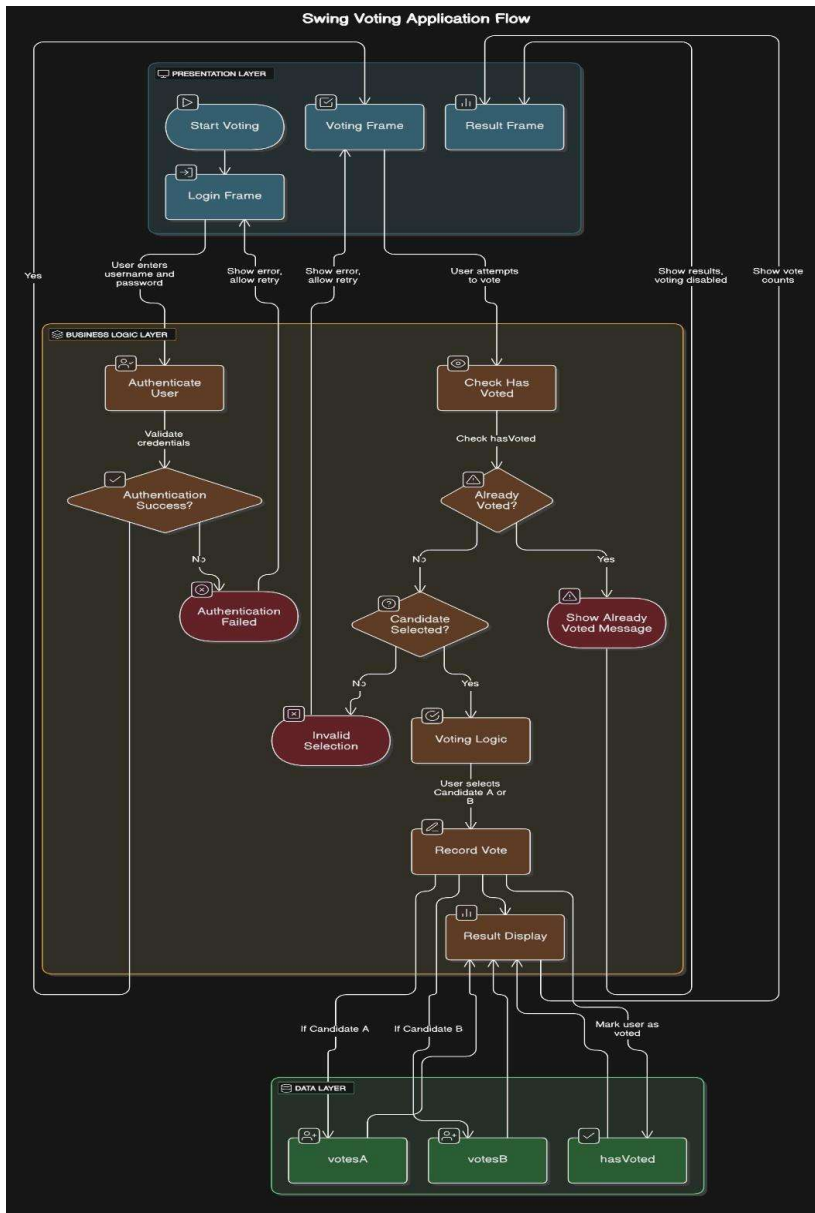 Swing Voting Application Flow
PRESENTATION LAYER
Start Voting
Voting Frame
Result Frame
Login Frame
Yes
User enters
username and
password
Show error,
allow retry
Show error,
allow retry
User attempts
to vote
Show results,
voting disabled
Show vote
counts
BUSINESS LOGIC LAYER
Authenticate
User
Check Has
Voted
Validate
credentials
Check hasVoted
Authentication
Success?
Already
Voted?
No
No
Yes
Authentication
Failed
Candidate
Selected?
Show Already
Voted Message
No
Yes
Invalid
Selection
Voting Logic
User selects
Candidate A or
B
Record Vote
Result Display
If Candidate A
If Candidate B
Mark user as
voted
DATA LAYER
votesA
votesB
hasVoted